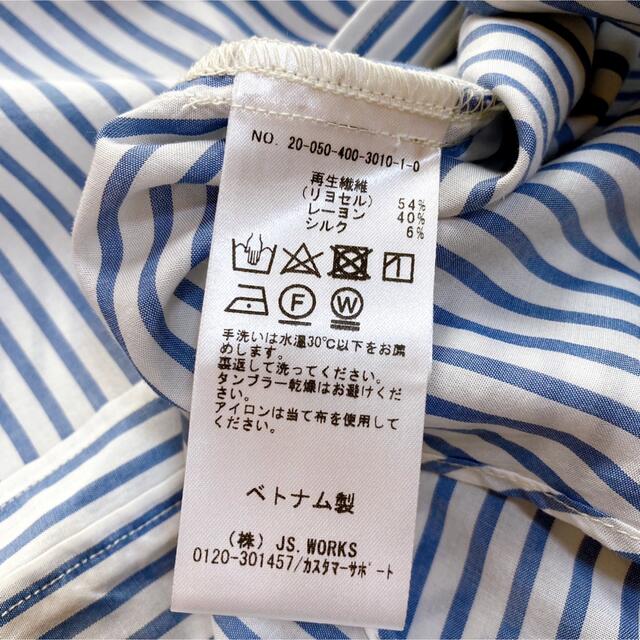 NO. 20-050-400-3010-1-0
再生繊維
(リヨセル) 54%
レーヨン 40%
シルク 6%
F W
手洗いは水温30℃以下をお薦
めします。
裏返して洗ってください。
タンブラー乾燥はお避けくだ
さい。
アイロンは当て布を使用して
ください。
ベトナム製
(株) JS.WORKS
0120-301457/カスタマーサポート